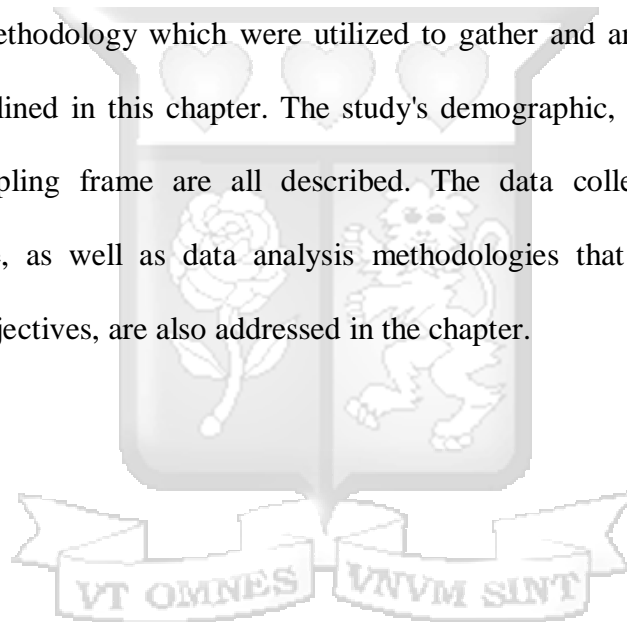 ethodology which were utilized to gather and an
lined in this chapter. The study's demographic,
pling frame are all described. The data colle
, as well as data analysis methodologies that
jectives, are also addressed in the chapter.
VT OMNES VNVM SINT